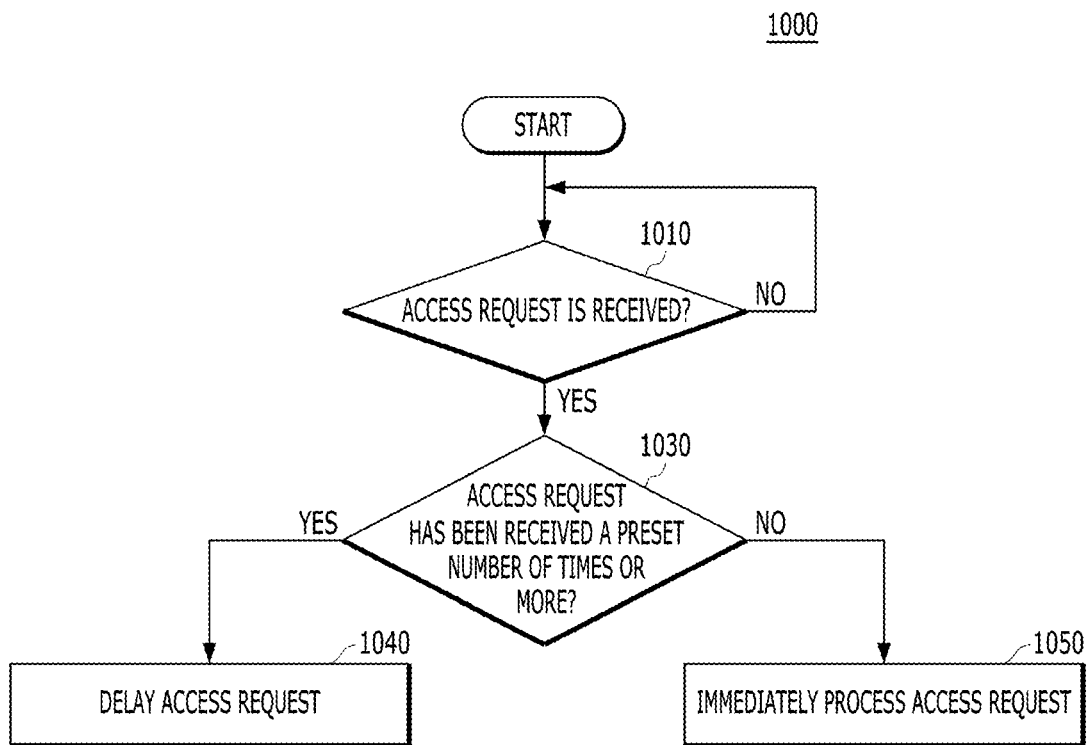 1000
START
1010
ACCESS REQUEST IS RECEIVED?
NO
YES
1030
ACCESS REQUEST
HAS BEEN RECEIVED A PRESET
NUMBER OF TIMES OR
MORE?
YES
NO
1040
DELAY ACCESS REQUEST
1050
IMMEDIATELY PROCESS ACCESS REQUEST